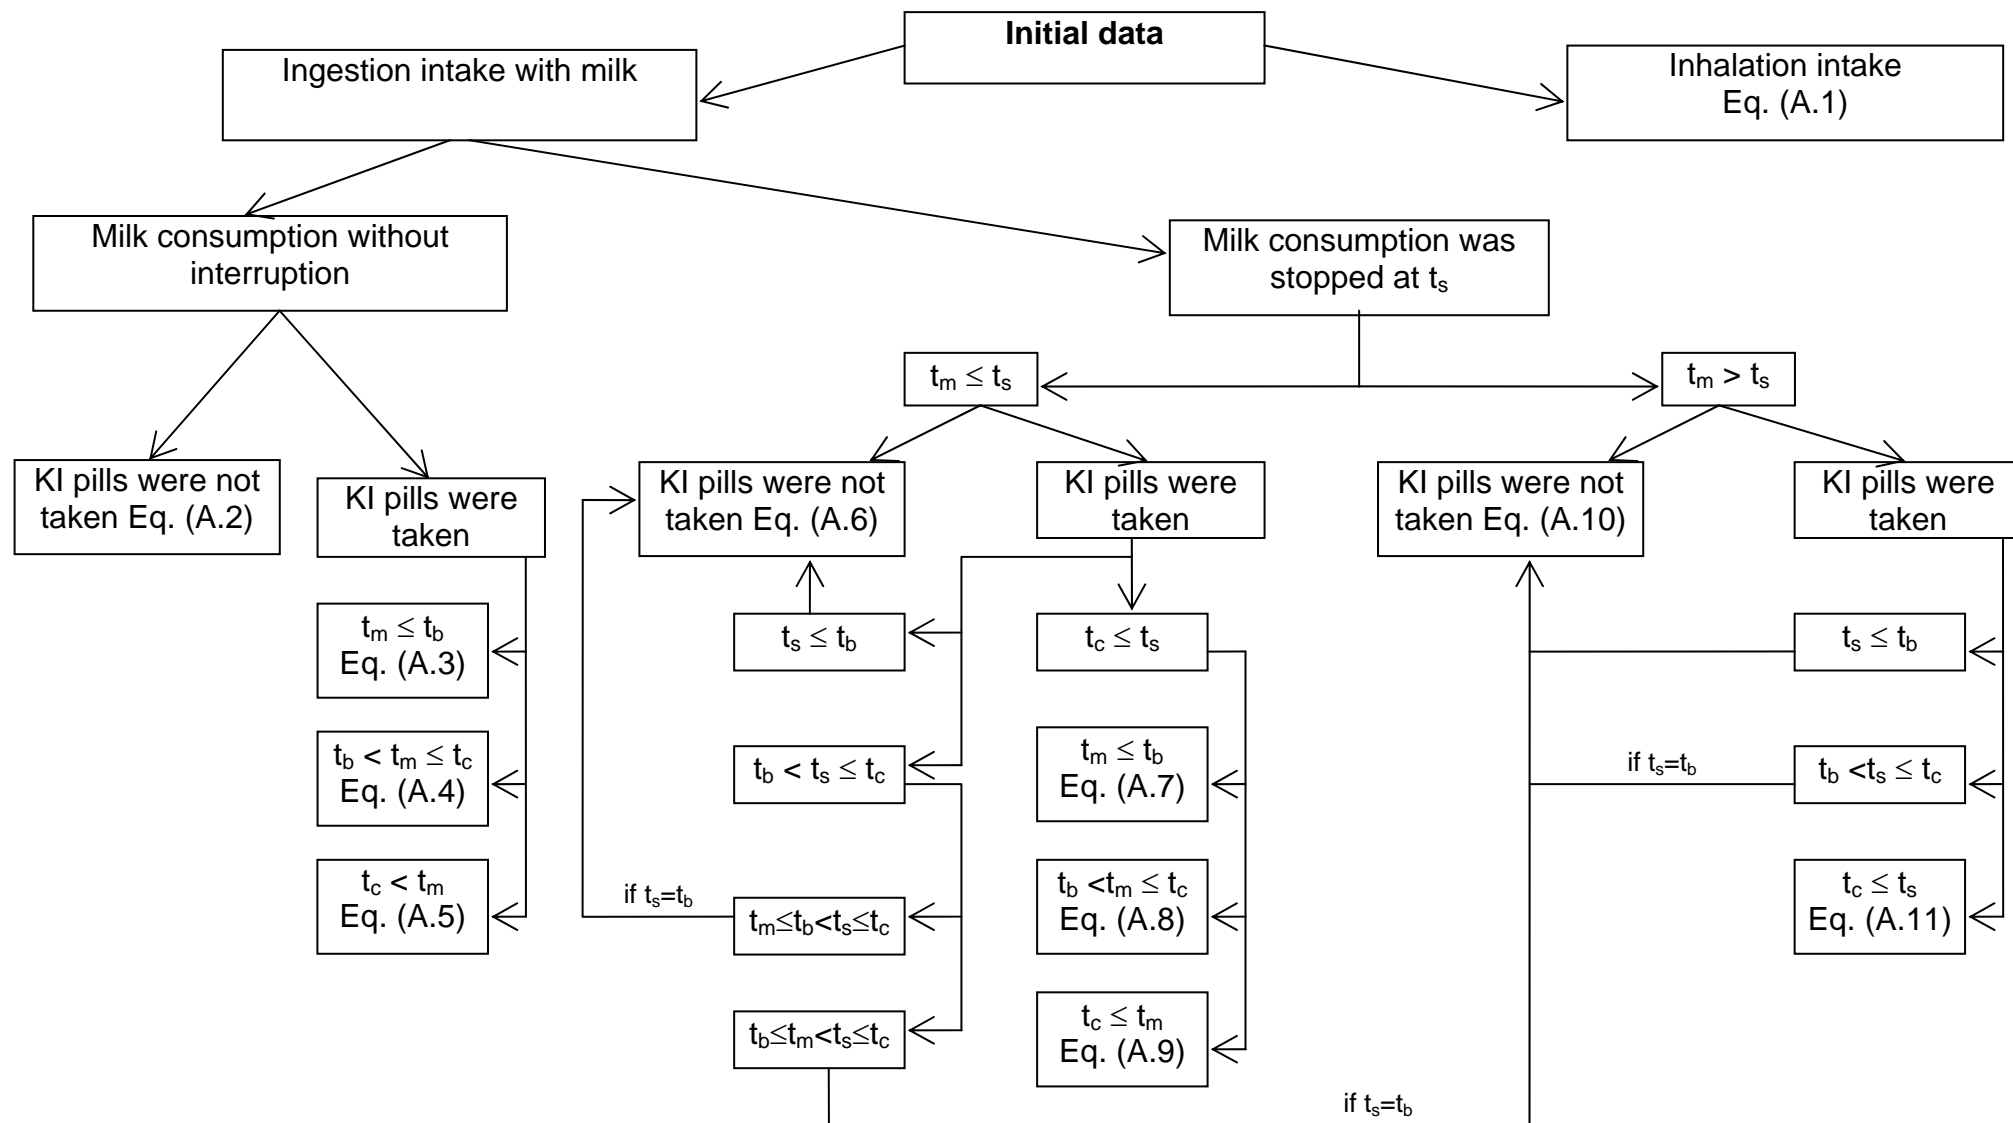 Initial data
Ingestion intake with milk
Inhalation intake
Eq. (A.1)
Milk consumption without
interruption
Milk consumption was
stopped at tₛ
tₘ ≤ tₛ
tₘ > tₛ
KI pills were not
taken Eq. (A.2)
KI pills were
taken
KI pills were not
taken Eq. (A.6)
KI pills were
taken
KI pills were not
taken Eq. (A.10)
KI pills were
taken
tₘ ≤ t_b
Eq. (A.3)
t_b < tₘ ≤ t_c
Eq. (A.4)
t_c < tₘ
Eq. (A.5)
tₛ ≤ t_b
t_b < tₛ ≤ t_c
if tₛ=t_b
tₘ≤t_b<tₛ≤t_c
t_b≤tₘ<tₛ≤t_c
t_c ≤ tₛ
tₘ ≤ t_b
Eq. (A.7)
t_b <tₘ ≤ t_c
Eq. (A.8)
t_c ≤ tₘ
Eq. (A.9)
tₛ ≤ t_b
if tₛ=t_b
t_b <tₛ ≤ t_c
t_c ≤ tₛ
Eq. (A.11)
if tₛ=t_b